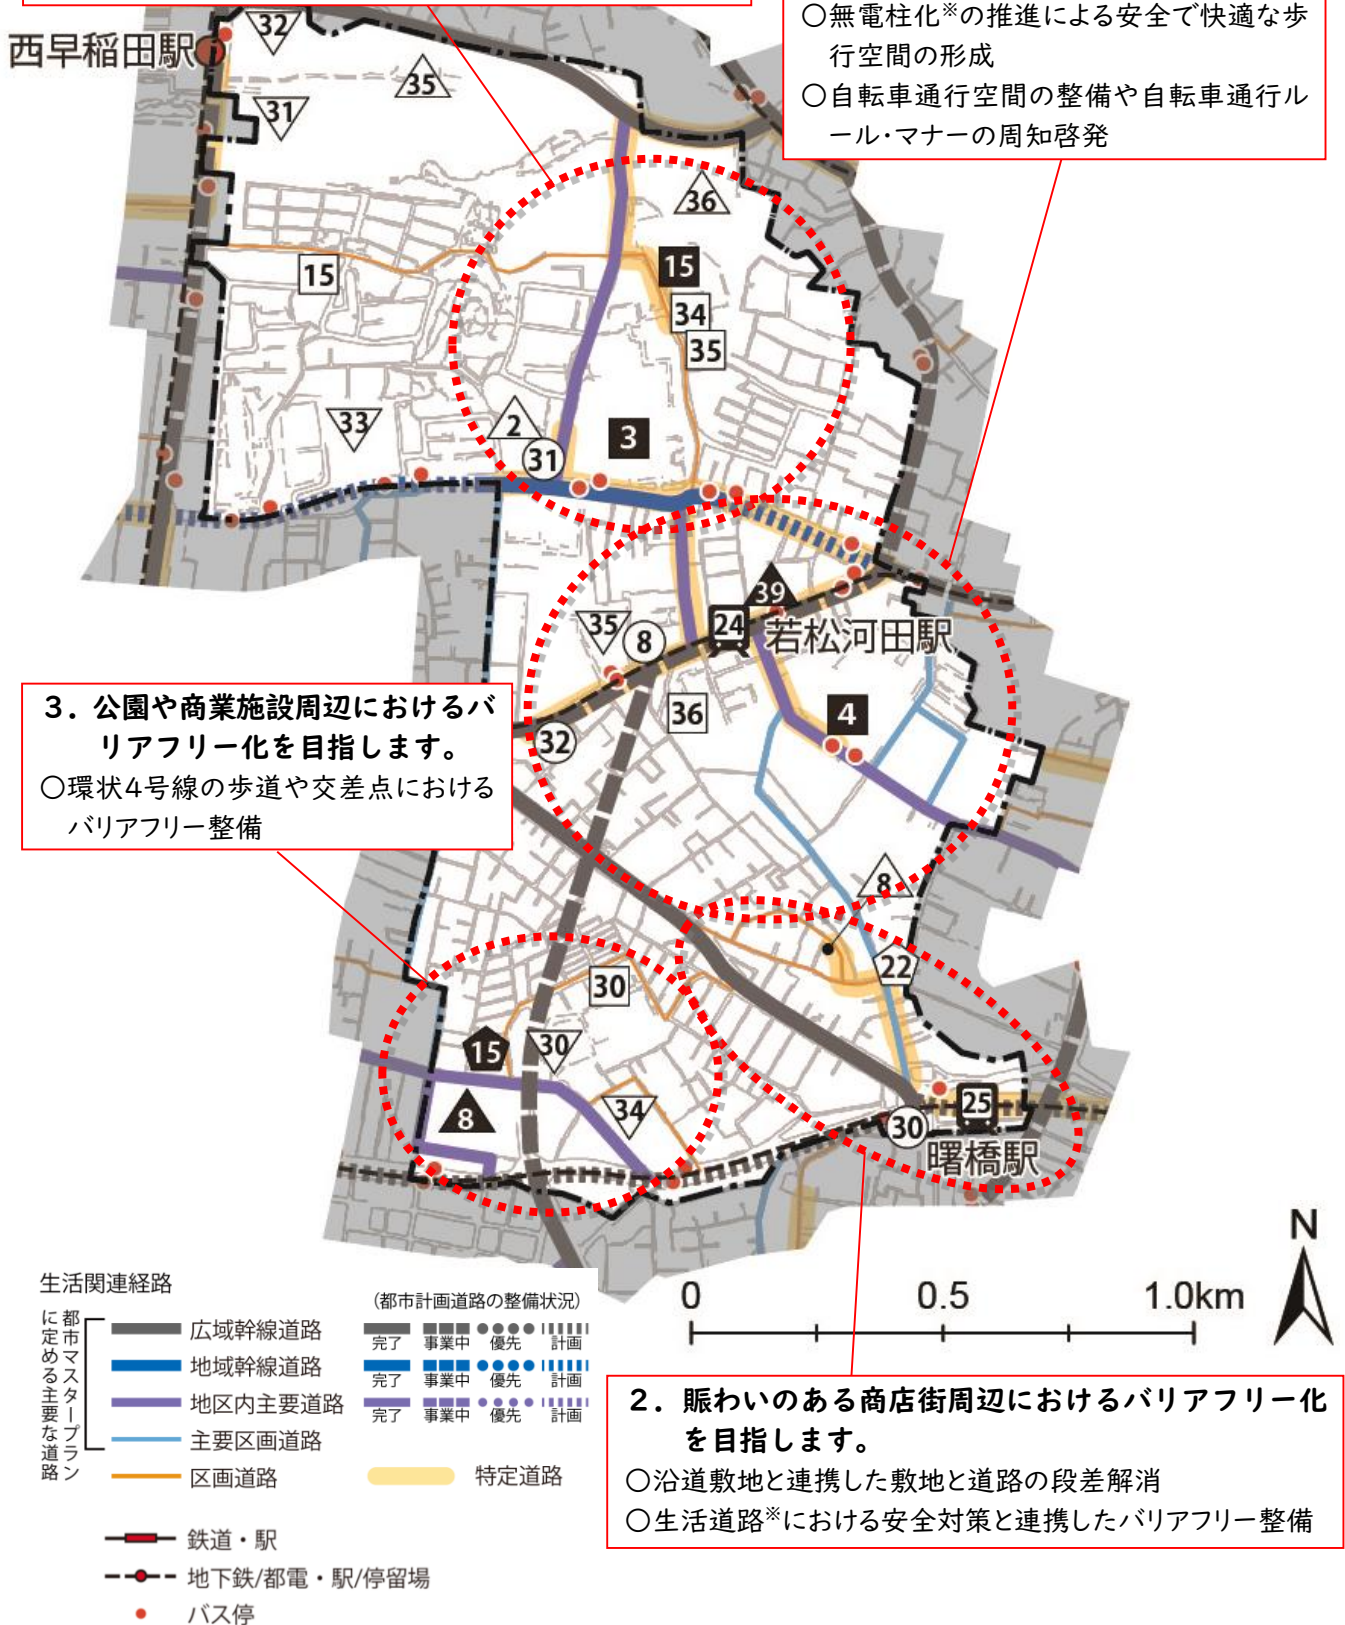 ○無電柱化※の推進による安全で快適な歩
行空間の形成
○自転車通行空間の整備や自転車通行ル
ール・マナーの周知啓発
32
西早稲田駅
35
31
36
15
15
34
35
33
2
3
31
39
35
8
24
若松河田駅
36
4
32
3．公園や商業施設周辺におけるバ
リアフリー化を目指します。
○環状4号線の歩道や交差点における
バリアフリー整備
8
22
30
15
30
8
34
25
30
曙橋駅
N
0
0.5
1.0km
生活関連経路
都市マスタープラン
に定める主要な道路
広域幹線道路
地域幹線道路
地区内主要道路
主要区画道路
区画道路
(都市計画道路の整備状況)
完了 事業中 優先 計画
完了 事業中 優先 計画
完了 事業中 優先 計画
特定道路
鉄道・駅
地下鉄/都電・駅/停留場
バス停
2．賑わいのある商店街周辺におけるバリアフリー化
を目指します。
○沿道敷地と連携した敷地と道路の段差解消
○生活道路※における安全対策と連携したバリアフリー整備